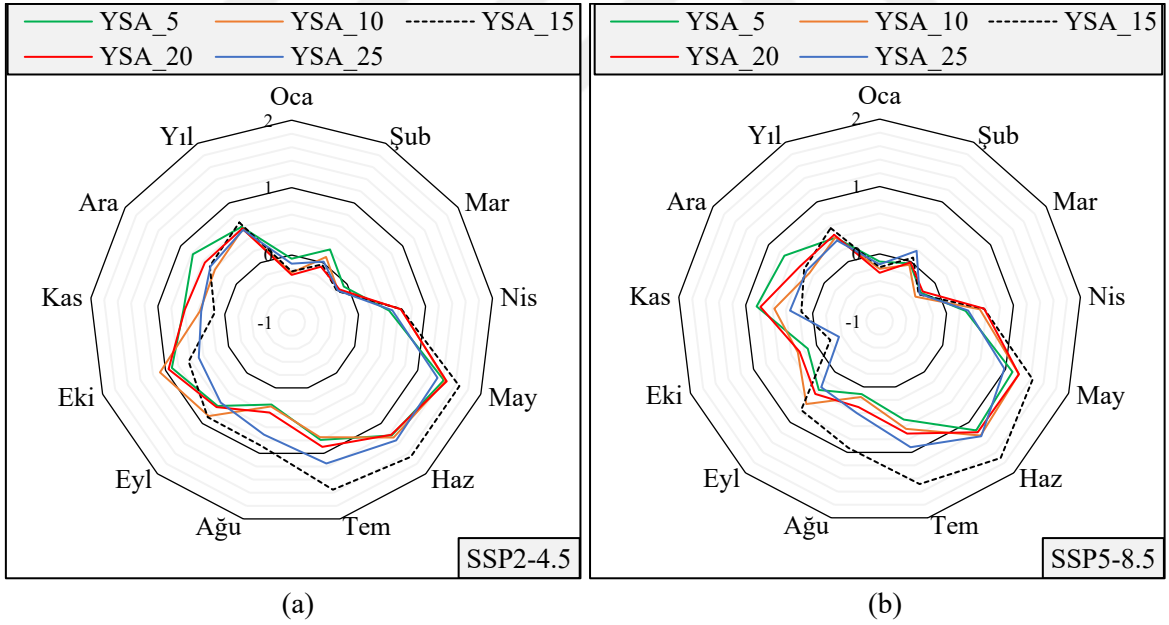 YSA_5 YSA_10 YSA_15
YSA_20 YSA_25
Oca
Şub
Mar
Nis
May
Haz
Tem
Ağu
Eyl
Eki
Kas
Ara
Yıl
2
1
0
-1
SSP2-4.5
(a)
YSA_5 YSA_10 YSA_15
YSA_20 YSA_25
Oca
Şub
Mar
Nis
May
Haz
Tem
Ağu
Eyl
Eki
Kas
Ara
Yıl
2
1
0
-1
SSP5-8.5
(b)